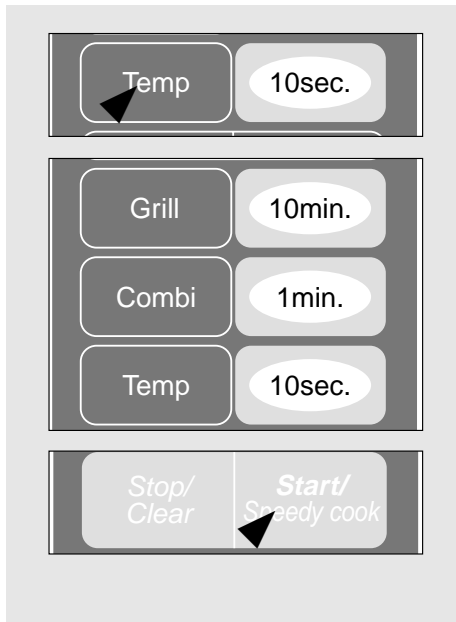 Temp 10sec.
Grill 10min.
Combi 1min.
Temp 10sec.
Stop/ Start/
Clear Speedy cook